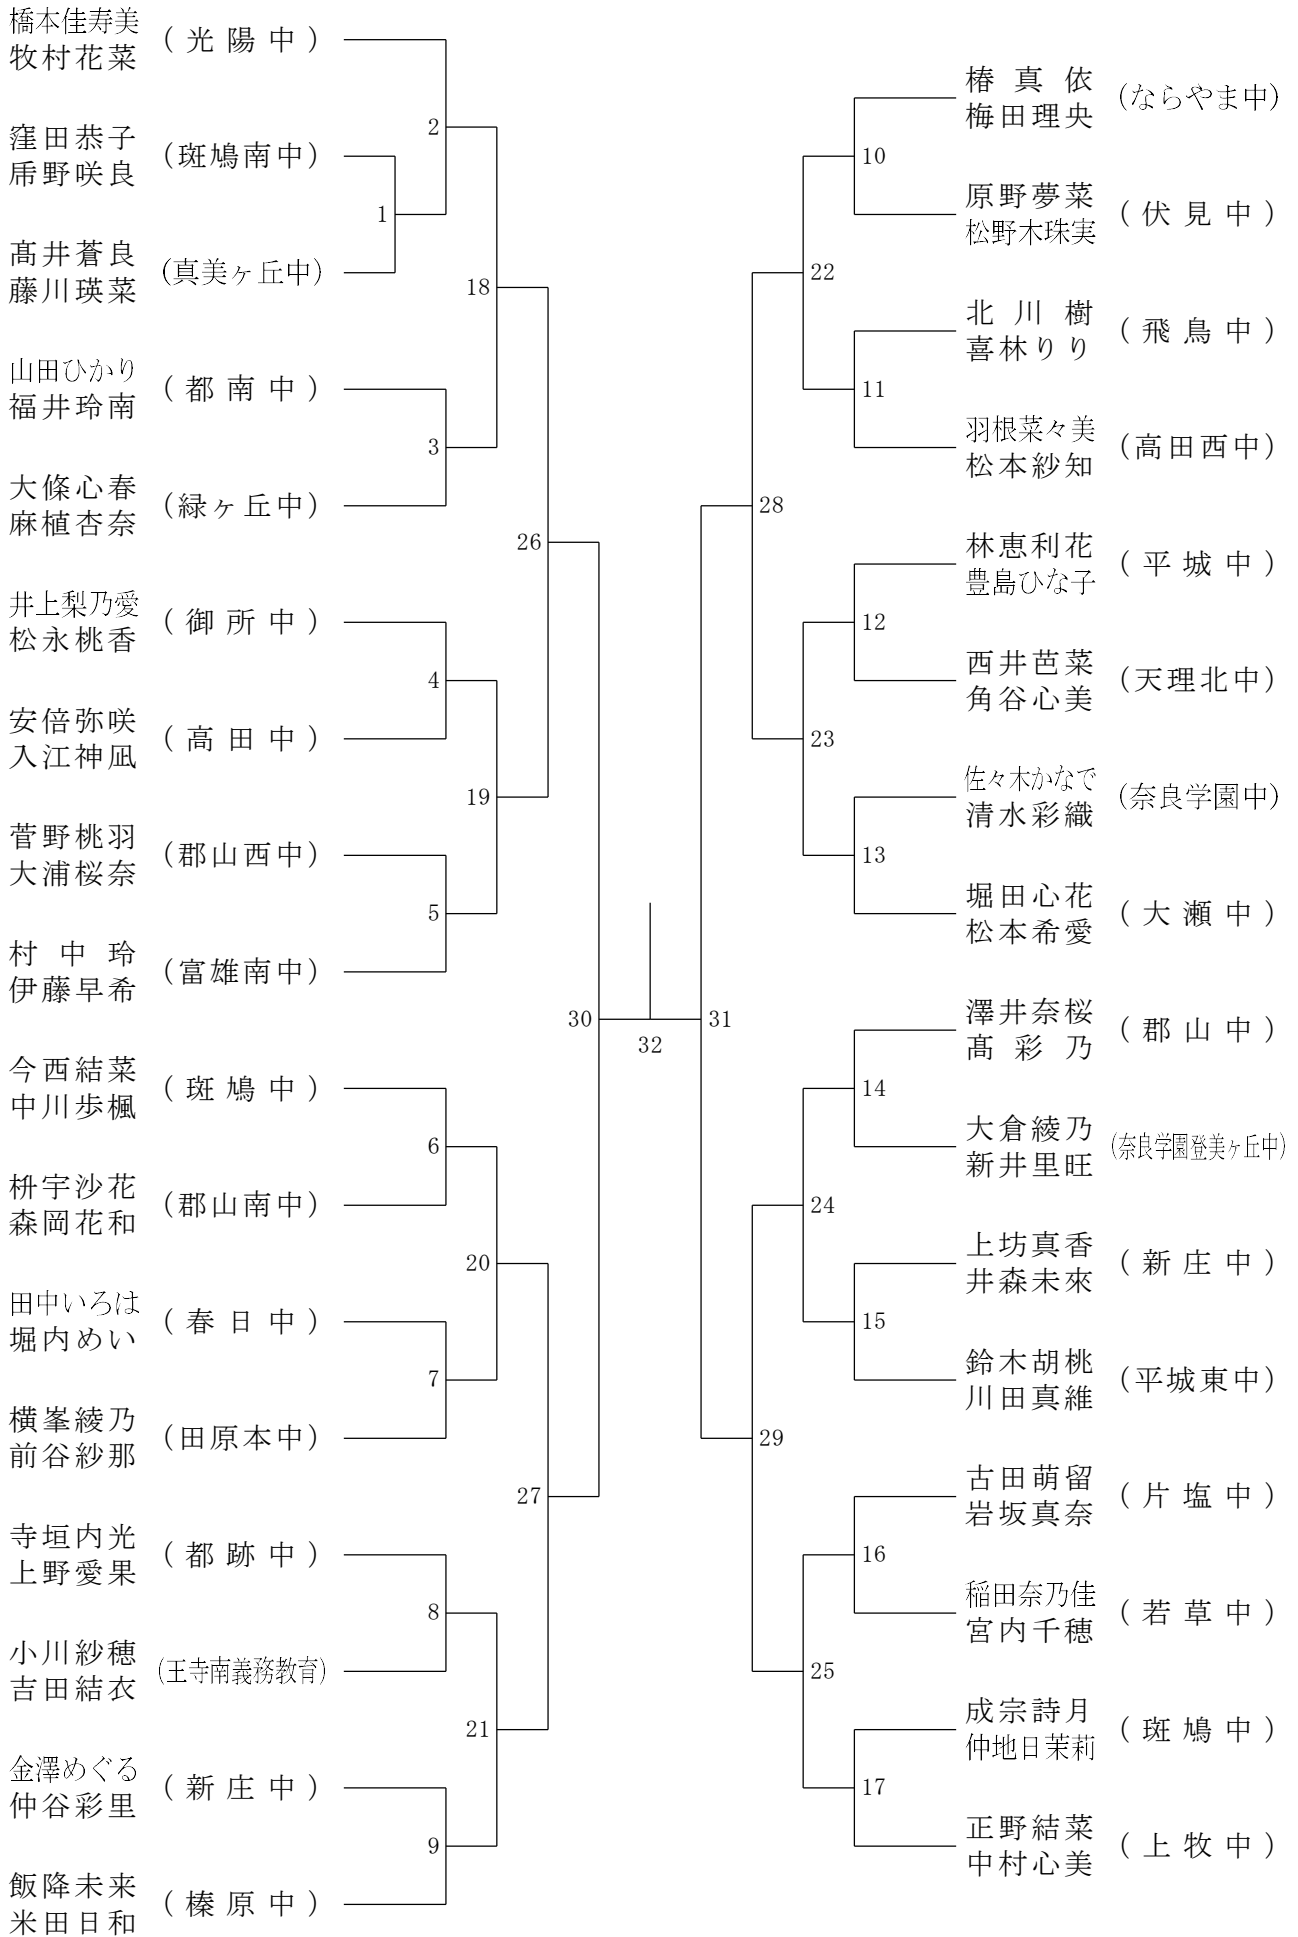 橋本佳寿美
牧村花菜
(光陽中)
窪田恭子
乕野咲良
(斑鳩南中)
髙井蒼良
藤川瑛菜
(真美ヶ丘中)
山田ひかり
福井玲南
(都南中)
大條心春
麻植杏奈
(緑ヶ丘中)
井上梨乃愛
松永桃香
(御所中)
安倍弥咲
入江神凪
(高田中)
菅野桃羽
大浦桜奈
(郡山西中)
村中玲
伊藤早希
(富雄南中)
今西結菜
中川歩楓
(斑鳩中)
枡宇沙花
森岡花和
(郡山南中)
田中いろは
堀内めい
(春日中)
横峯綾乃
前谷紗那
(田原本中)
寺垣内光
上野愛果
(都跡中)
小川紗穂
吉田結衣
(王寺南義務教育)
金澤めぐる
仲谷彩里
(新庄中)
飯降未来
米田日和
(榛原中)
1
2
3
4
5
6
7
8
9
18
19
20
21
26
27
30
32
31
28
29
22
23
24
25
10
11
12
13
14
15
16
17
椿真依
梅田理央
(ならやま中)
原野夢菜
松野木珠実
(伏見中)
北川樹
喜林りり
(飛鳥中)
羽根菜々美
松本紗知
(高田西中)
林恵利花
豊島ひな子
(平城中)
西井芭菜
角谷心美
(天理北中)
佐々木かなで
清水彩織
(奈良学園中)
堀田心花
松本希愛
(大瀬中)
澤井奈桜
髙彩乃
(郡山中)
大倉綾乃
新井里旺
(奈良学園登美ヶ丘中)
上坊真香
井森未來
(新庄中)
鈴木胡桃
川田真維
(平城東中)
古田萌留
岩坂真奈
(片塩中)
稲田奈乃佳
宮内千穂
(若草中)
成宗詩月
仲地日茉莉
(斑鳩中)
正野結菜
中村心美
(上牧中)